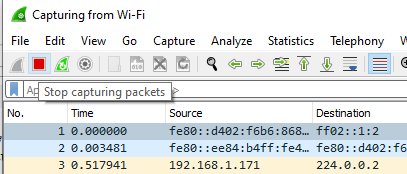 Capturing from Wi-Fi
File Edit View Go Capture Analyze Statistics Telephony W
Stop capturing packets
No. Time Source Destination
1 0.000000 fe80::d402:f6b6:868… ff02::1:2
2 0.003481 fe80::ee84:b4ff:fe4… fe80::d402:f6
3 0.517941 192.168.1.171 224.0.0.2